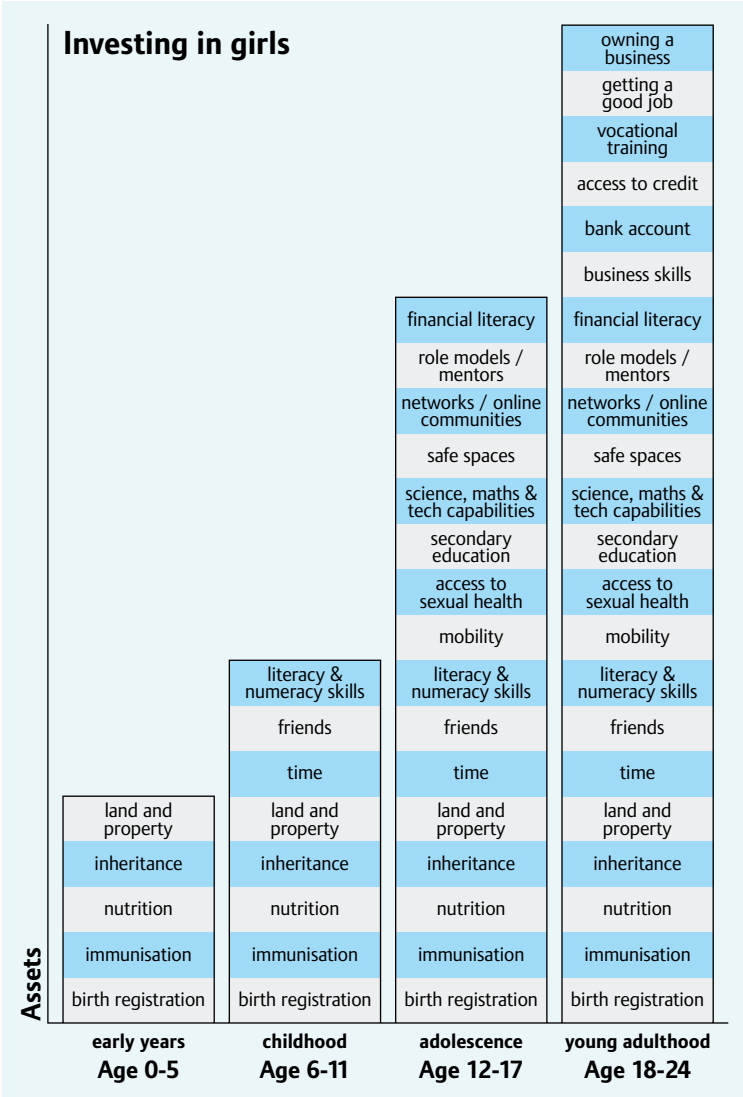 Investing in girls
Assets
land and
property
inheritance
nutrition
immunisation
birth registration
early years
Age 0-5
literacy &
numeracy skills
friends
time
land and
property
inheritance
nutrition
immunisation
birth registration
childhood
Age 6-11
financial literacy
role models /
mentors
networks / online
communities
safe spaces
science, maths &
tech capabilities
secondary
education
access to
sexual health
mobility
literacy &
numeracy skills
friends
time
land and
property
inheritance
nutrition
immunisation
birth registration
adolescence
Age 12-17
owning a
business
getting a
good job
vocational
training
access to credit
bank account
business skills
financial literacy
role models /
mentors
networks / online
communities
safe spaces
science, maths &
tech capabilities
secondary
education
access to
sexual health
mobility
literacy &
numeracy skills
friends
time
land and
property
inheritance
nutrition
immunisation
birth registration
young adulthood
Age 18-24